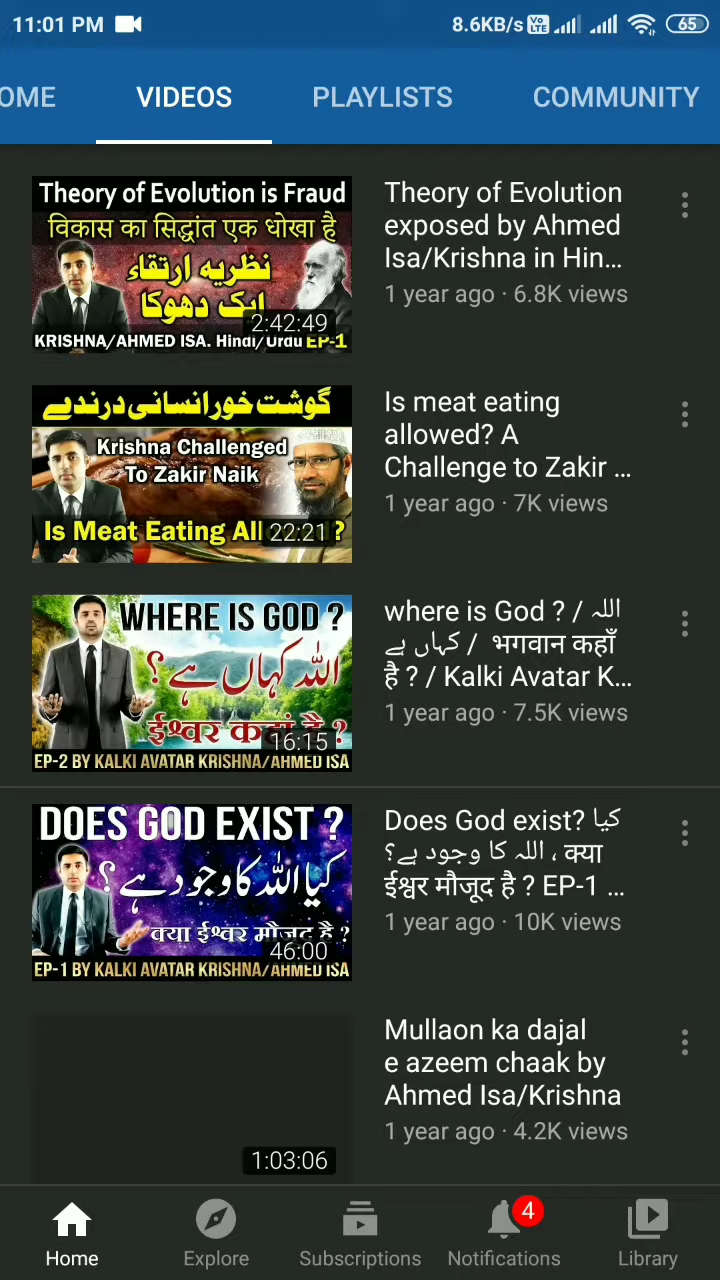 11:01 PM
8.6KB/s Vo LTE 65
OME VIDEOS PLAYLISTS COMMUNITY
Theory of Evolution is Fraud
विकास का सिद्धांत एक धोखा है
نظریہ ارتقاء
ایک دھوکا
2:42:49
KRISHNA/AHMED ISA. Hindi/Urdu EP-1
Theory of Evolution
exposed by Ahmed
Isa/Krishna in Hin...
1 year ago · 6.8K views
گوشت خور انسانی درندے
Krishna Challenged
To Zakir Naik
Is Meat Eating All 22:21 ?
Is meat eating
allowed? A
Challenge to Zakir ...
1 year ago · 7K views
WHERE IS GOD ?
اللہ کہاں ہے ؟
ईश्वर कहां है ?
16:15
EP-2 BY KALKI AVATAR KRISHNA/AHMED ISA
where is God ? / اللہ
کہاں ہے / भगवान कहाँ
है ? / Kalki Avatar K...
1 year ago · 7.5K views
DOES GOD EXIST ?
کیا اللہ کا وجود ہے ؟
क्या ईश्वर मौजूद है ?
46:00
EP-1 BY KALKI AVATAR KRISHNA/AHMED ISA
Does God exist? کیا
اللہ کا وجود ہے؟ ، क्या
ईश्वर मौजूद है ? EP-1 ...
1 year ago · 10K views
1:03:06
Mullaon ka dajal
e azeem chaak by
Ahmed Isa/Krishna
1 year ago · 4.2K views
4
Home Explore Subscriptions Notifications Library